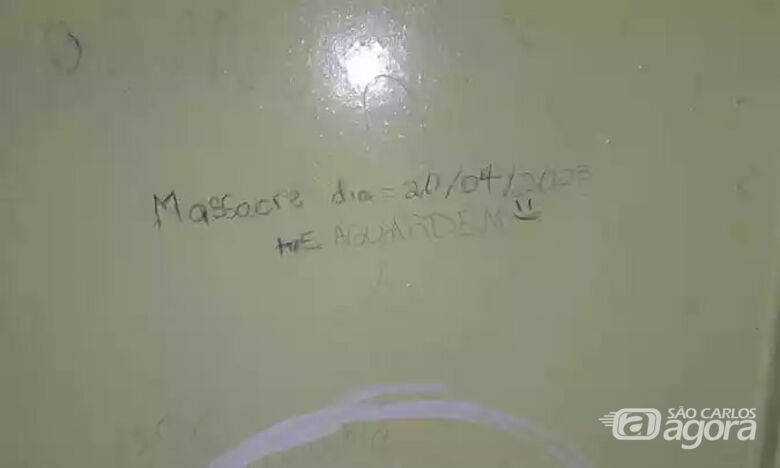 Massacre dia = 20/04/2023
ME AGUARDEM
SÃO CARLOS
agora